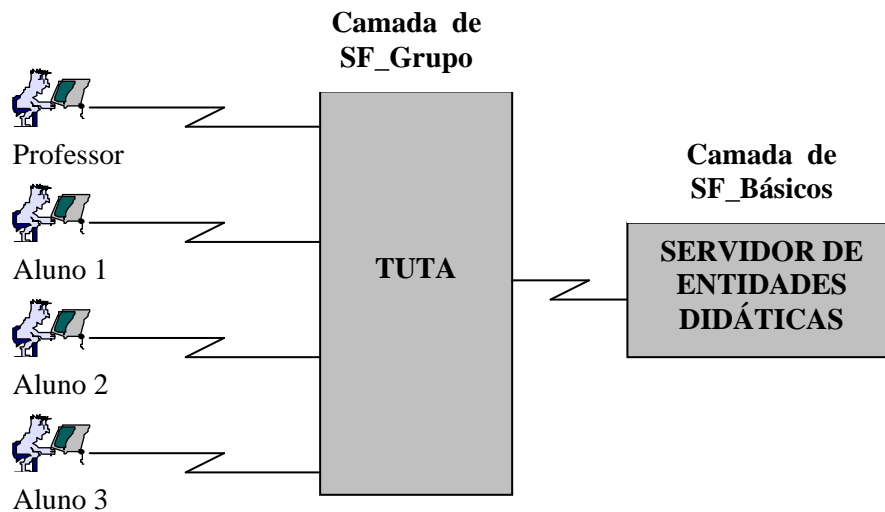 Camada de
SF_Grupo
Professor
Aluno 1
Aluno 2
Aluno 3
TUTA
Camada de
SF_Básicos
SERVIDOR DE
ENTIDADES
DIDÁTICAS